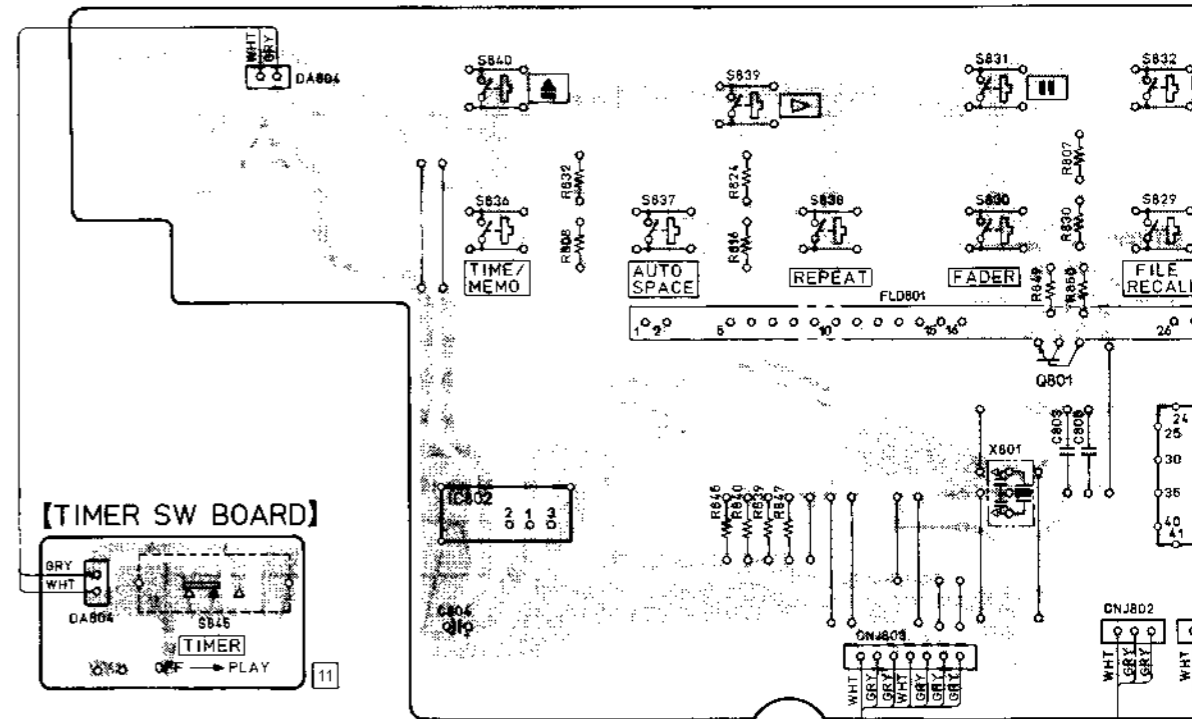 WHT
GRY
DA804
S840
S839
S831
S832
R832
R824
R807
S836
S837
S838
S830
S829
R808
R816
R830
TIME/
MEMO
AUTO
SPACE
REPEAT
FADER
FILE
RECALL
R849
R850
FLD801
1 2 5 10 15 16 26
Q801
C803
C805
24
25
30
35
40
41
X801
IC802
2 1 3
R845
R840
R839
R847
【TIMER SW BOARD】
GRY
WHT
DA804
S845
TIMER
OFF → PLAY
11
C804
CNJ803
WHT
GRY
GRY
WHT
GRY
GRY
GRY
CNJ802
WHT
GRY
GRY
WHT